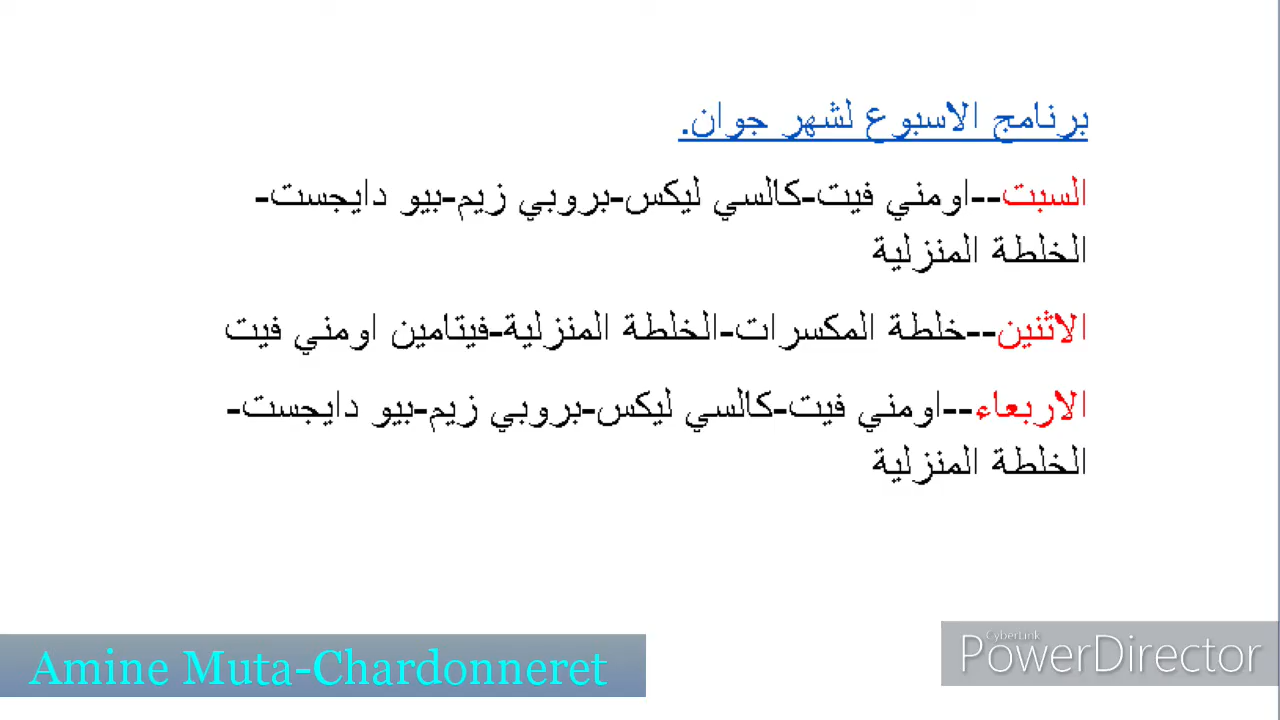 برنامج الاسبوع لشهر جوان.
السبت--اومني فيت-كالسي ليكس-بروبي زيم-بيو دايجست-
الخلطة المنزلية
الاثنين--خلطة المكسرات-الخلطة المنزلية-فيتامين اومني فيت
الاربعاء--اومني فيت-كالسي ليكس-بروبي زيم-بيو دايجست-
الخلطة المنزلية
Amine Muta-Chardonneret
CyberLink
PowerDirector